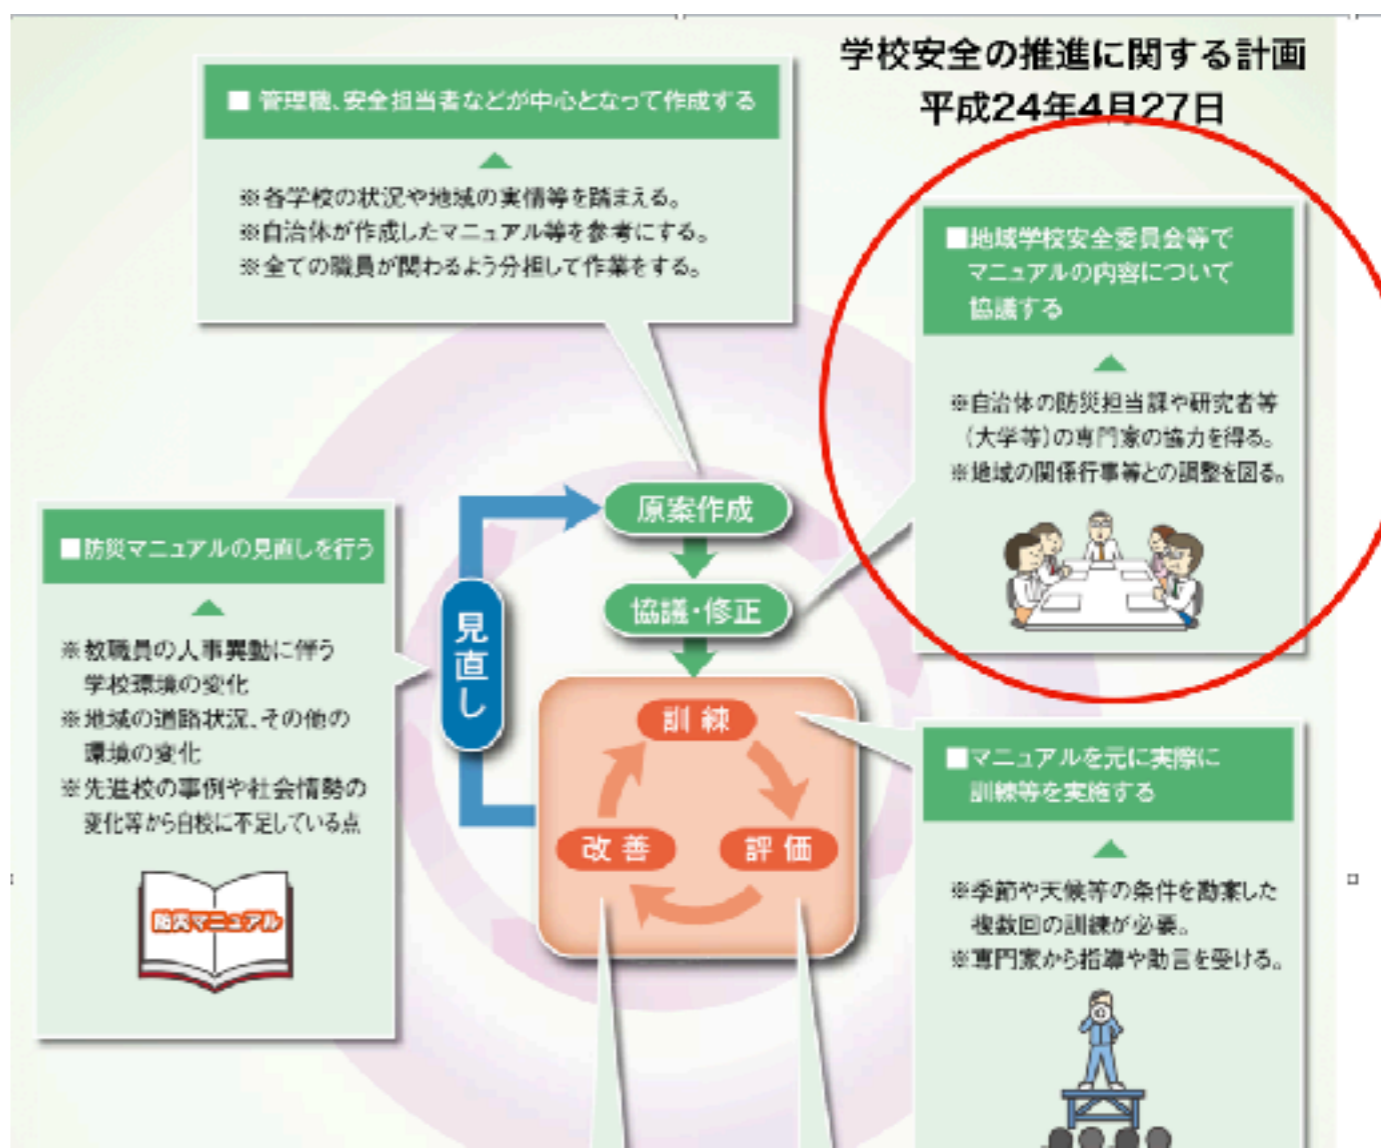 学校安全の推進に関する計画
平成24年4月27日
■ 管理職、安全担当者などが中心となって作成する
※各学校の状況や地域の実情等を踏まえる。
※自治体が作成したマニュアル等を参考にする。
※全ての職員が関わるよう分担して作業をする。
■地域学校安全委員会等で
マニュアルの内容について
協議する
※自治体の防災担当課や研究者等
(大学等)の専門家の協力を得る。
※地域の関係行事等との調整を図る。
原案作成
協議・修正
見直し
訓練
評価
改善
■防災マニュアルの見直しを行う
※教職員の人事異動に伴う
学校環境の変化
※地域の道路状況、その他の
環境の変化
※先進校の事例や社会情勢の
変化等から自校に不足している点
防災マニュアル
■マニュアルを元に実際に
訓練等を実施する
※季節や天候等の条件を勘案した
複数回の訓練が必要。
※専門家から指導や助言を受ける。